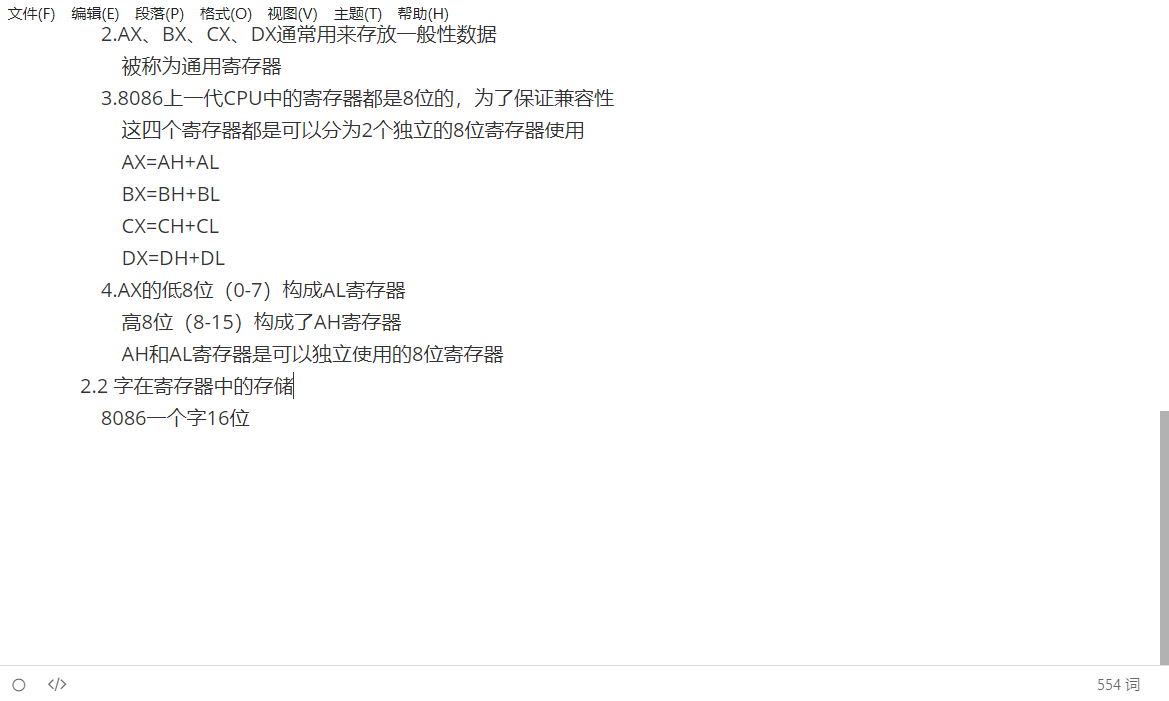 文件(F) 编辑(E) 段落(P) 格式(O) 视图(V) 主题(T) 帮助(H)
2.AX、BX、CX、DX通常用来存放一般性数据
被称为通用寄存器
3.8086上一代CPU中的寄存器都是8位的，为了保证兼容性
这四个寄存器都是可以分为2个独立的8位寄存器使用
AX=AH+AL
BX=BH+BL
CX=CH+CL
DX=DH+DL
4.AX的低8位（0-7）构成AL寄存器
高8位（8-15）构成了AH寄存器
AH和AL寄存器是可以独立使用的8位寄存器
2.2 字在寄存器中的存储
8086一个字16位
</> 554 词